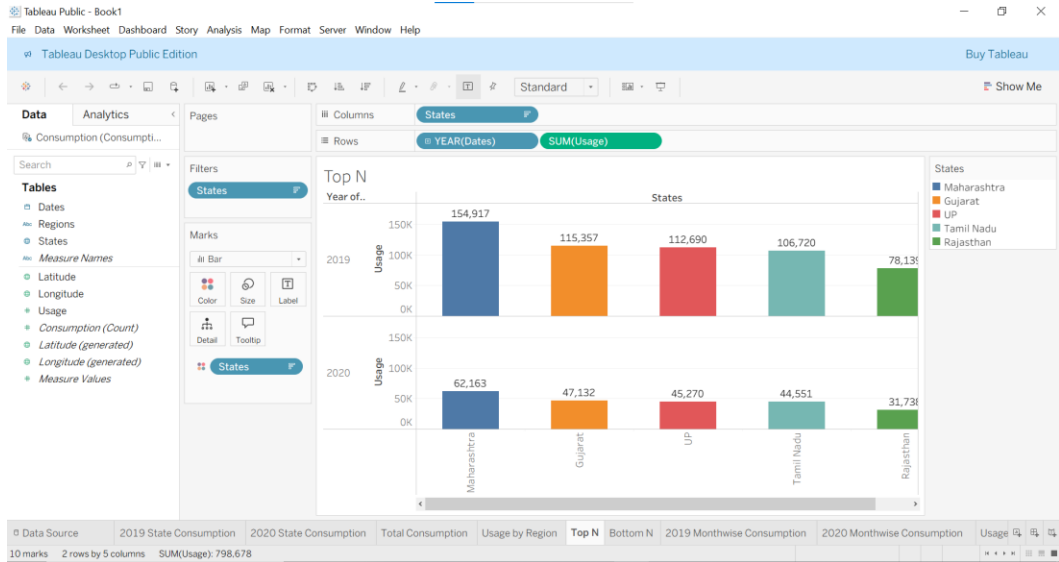 Tableau Public - Book1
File Data Worksheet Dashboard Story Analysis Map Format Server Window Help
Tableau Desktop Public Edition
Buy Tableau
Standard
Show Me
Data
Analytics
Pages
Columns
States
Consumption (Consumpti...
Rows
YEAR(Dates)
SUM(Usage)
Search
Tables
Dates
Abc Regions
States
Abc Measure Names
Latitude
Longitude
Usage
Consumption (Count)
Latitude (generated)
Longitude (generated)
Measure Values
Filters
States
Marks
Bar
Color
Size
Label
Detail
Tooltip
States
Top N
Year of..
States
2019
Usage
150K
100K
50K
0K
154,917
115,357
112,690
106,720
78,139
2020
Usage
150K
100K
50K
0K
62,163
47,132
45,270
44,551
31,738
Maharashtra
Gujarat
UP
Tamil Nadu
Rajasthan
States
Maharashtra
Gujarat
UP
Tamil Nadu
Rajasthan
Data Source
2019 State Consumption
2020 State Consumption
Total Consumption
Usage by Region
Top N
Bottom N
2019 Monthwise Consumption
2020 Monthwise Consumption
Usage
10 marks
2 rows by 5 columns
SUM(Usage): 798,678